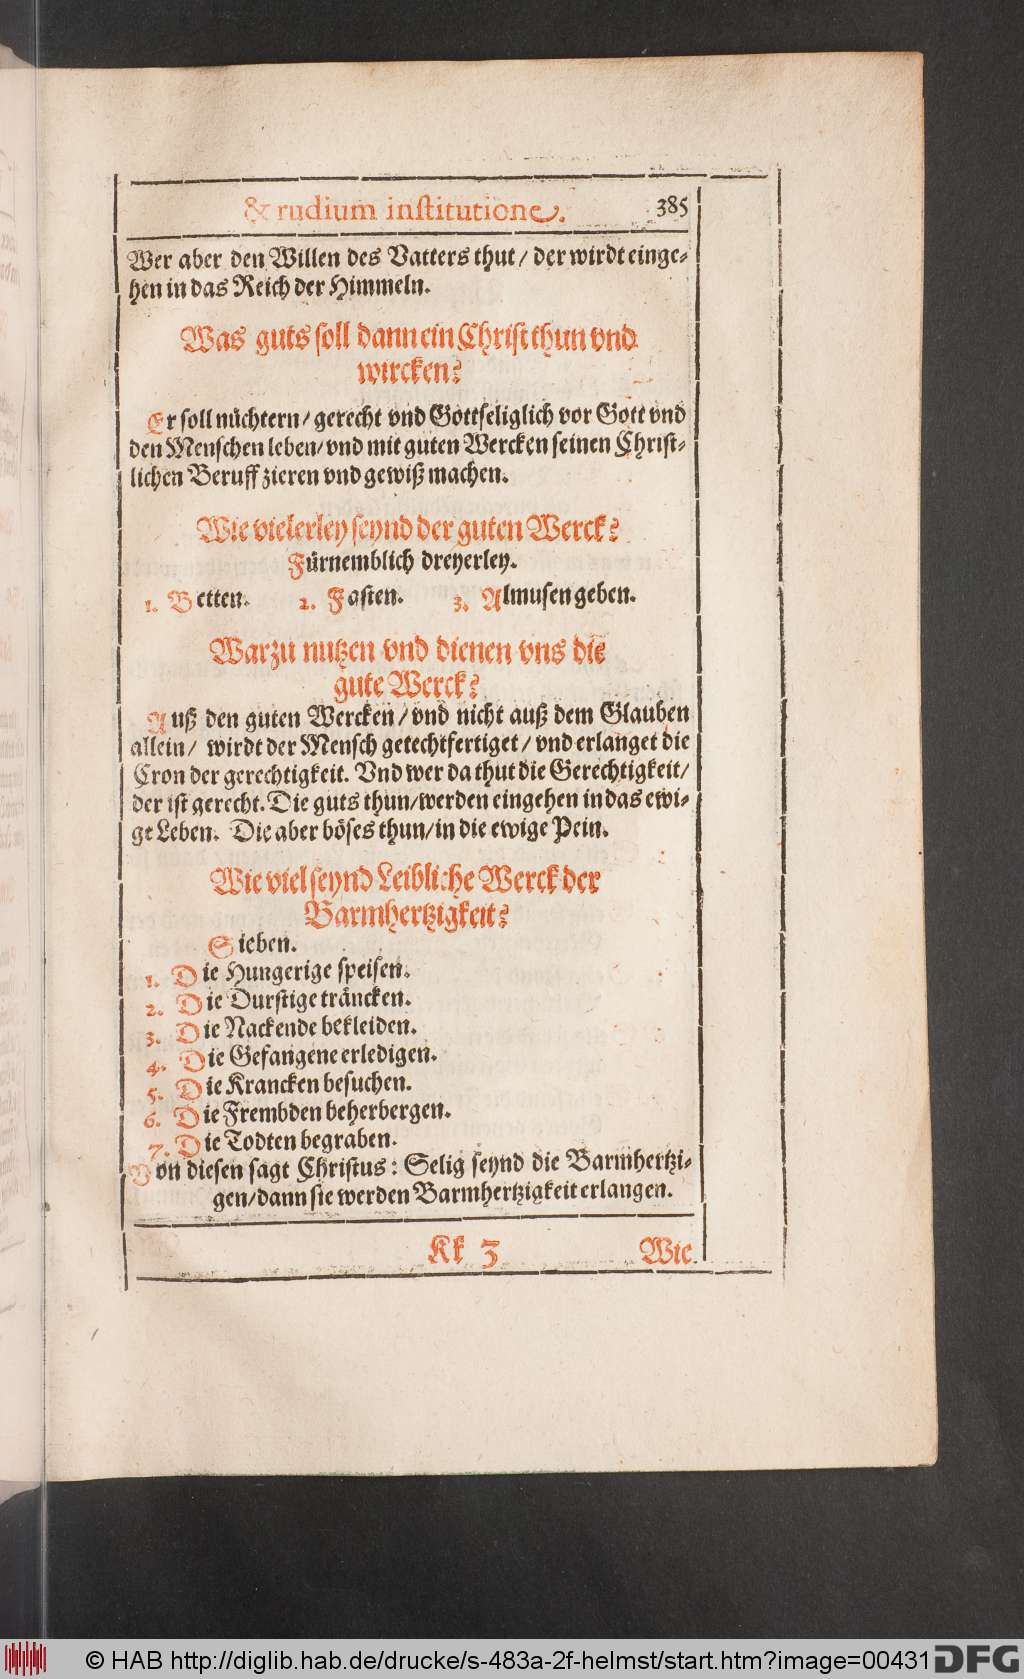 & rudium institutione.
385
Wer aber den Willen des Vatters thut/ der wirdt einge-
hen in das Reich der Himmeln.
Was guts soll dann ein Christ thun vnd
wircken?
Er soll nüchtern/ gerecht vnd Gottseliglich vor Gott vnd
den Menschen leben/ vnd mit guten Wercken seinen Christ-
lichen Beruff zieren vnd gewiß machen.
Wie vielerley seynd der guten Werck?
Fürnemblich dreyerley.
1. Betten. 2. Fasten. 3. Almusen geben.
Warzu nutzen vnd dienen vns die
gute Werck?
Auß den guten Wercken/ vnd nicht auß dem Glauben
allein/ wirdt der Mensch getechtfertiget/ vnd erlanget die
Cron der gerechtigkeit. Vnd wer da thut die Gerechtigkeit/
der ist gerecht. Die guts thun/ werden eingehen in das ewi-
ge Leben. Die aber böses thun/ in die ewige Pein.
Wie viel seynd Leibliche Werck der
Barmhertzigkeit?
Sieben.
1. Die Hungerige speisen.
2. Die Durstige träncken.
3. Die Nackende bekleiden.
4. Die Gefangene erledigen.
5. Die Krancken besuchen.
6. Die Frembden beherbergen.
7. Die Todten begraben.
Von diesen sagt Christus: Selig seynd die Barmhertzi-
gen/ dann sie werden Barmhertzigkeit erlangen.
Kk 3
Wie
© HAB http://diglib.hab.de/drucke/s-483a-2f-helmst/start.htm?image=00431
DFG